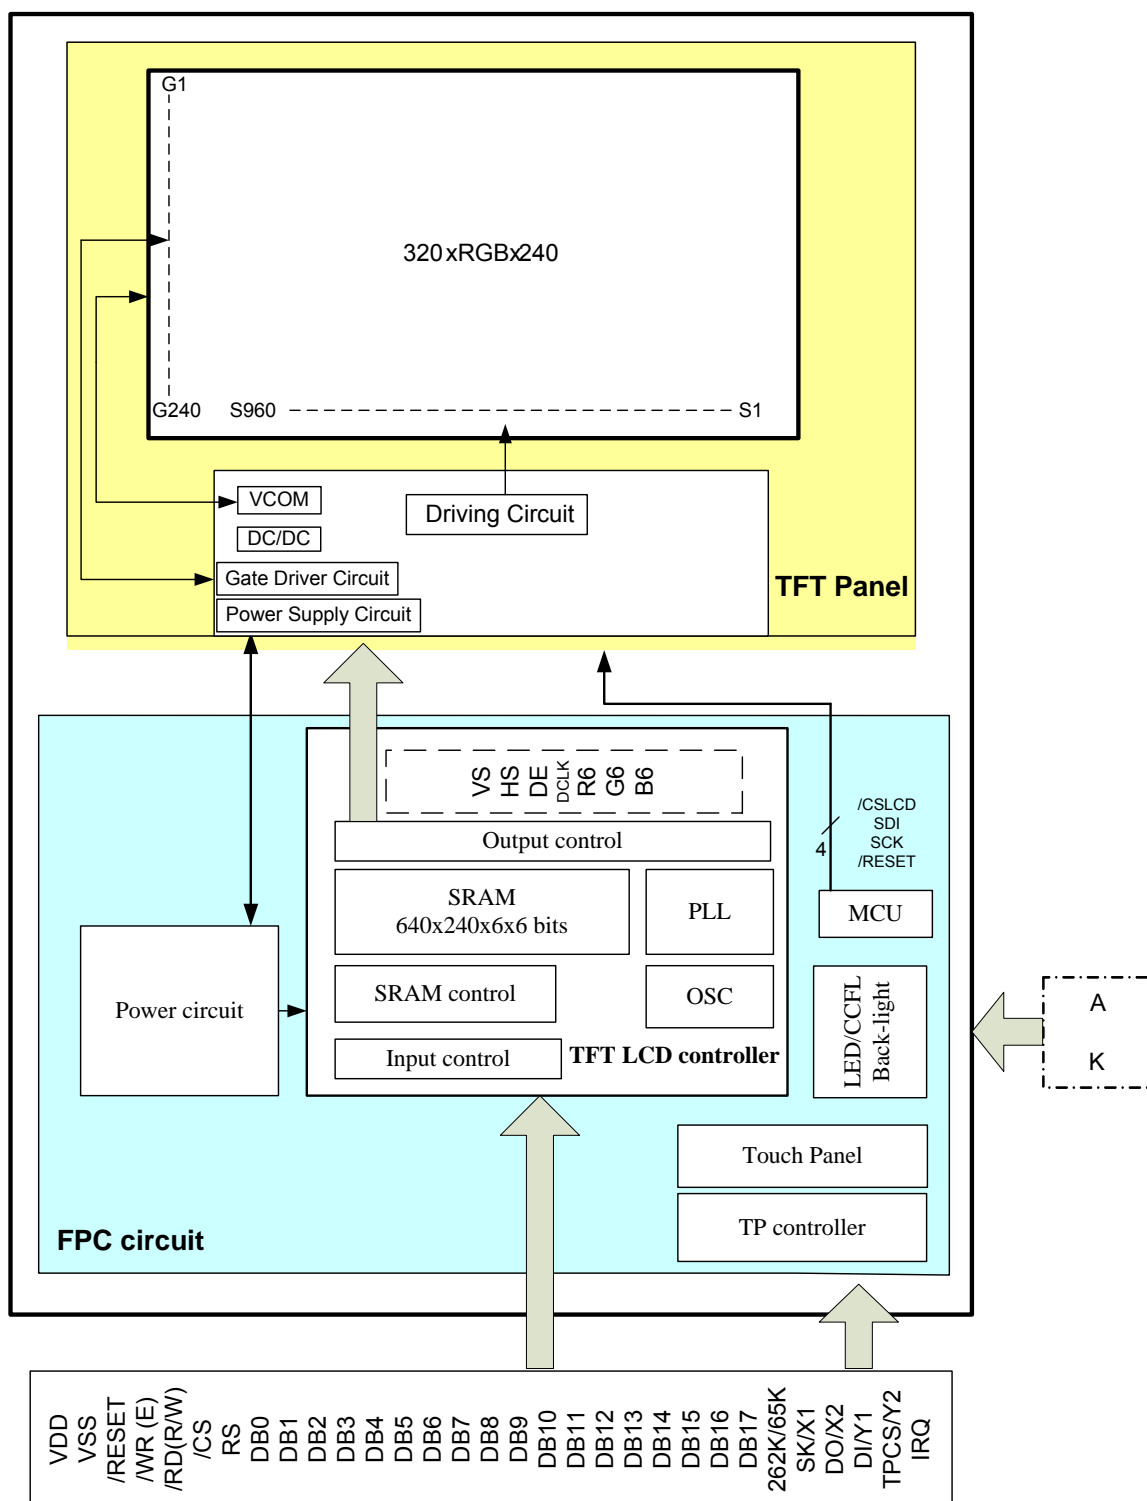 G1
320xRGBx240
G240 S960 S1
VCOM
Driving Circuit
DC/DC
Gate Driver Circuit
TFT Panel
Power Supply Circuit
VS
HS
DE
DCLK
R6
G6
B6
/CSLCD
SDI
SCK
/RESET
4
Output control
SRAM
640x240x6x6 bits
PLL
MCU
Power circuit
SRAM control
OSC
LED/CCFL
Back-light
A
K
Input control
TFT LCD controller
Touch Panel
TP controller
FPC circuit
VDD
VSS
/RESET
/WR (E)
/RD(R/W)
/CS
RS
DB0
DB1
DB2
DB3
DB4
DB5
DB6
DB7
DB8
DB9
DB10
DB11
DB12
DB13
DB14
DB15
DB16
DB17
262K/65K
SK/X1
DO/X2
DI/Y1
TPCS/Y2
IRQ